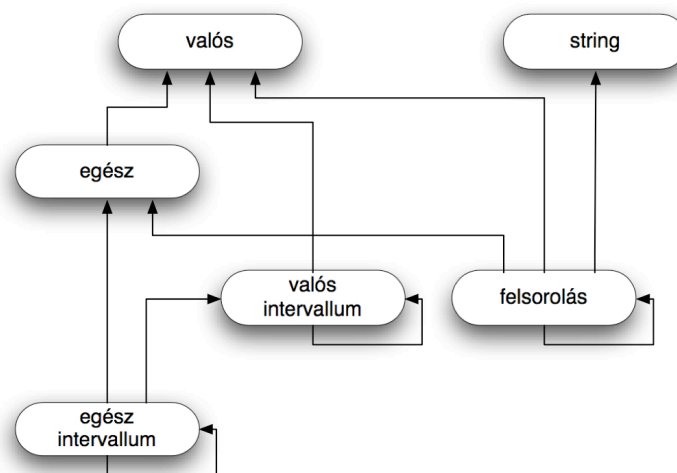 valós
string
egész
valós
intervallum
felsorolás
egész
intervallum